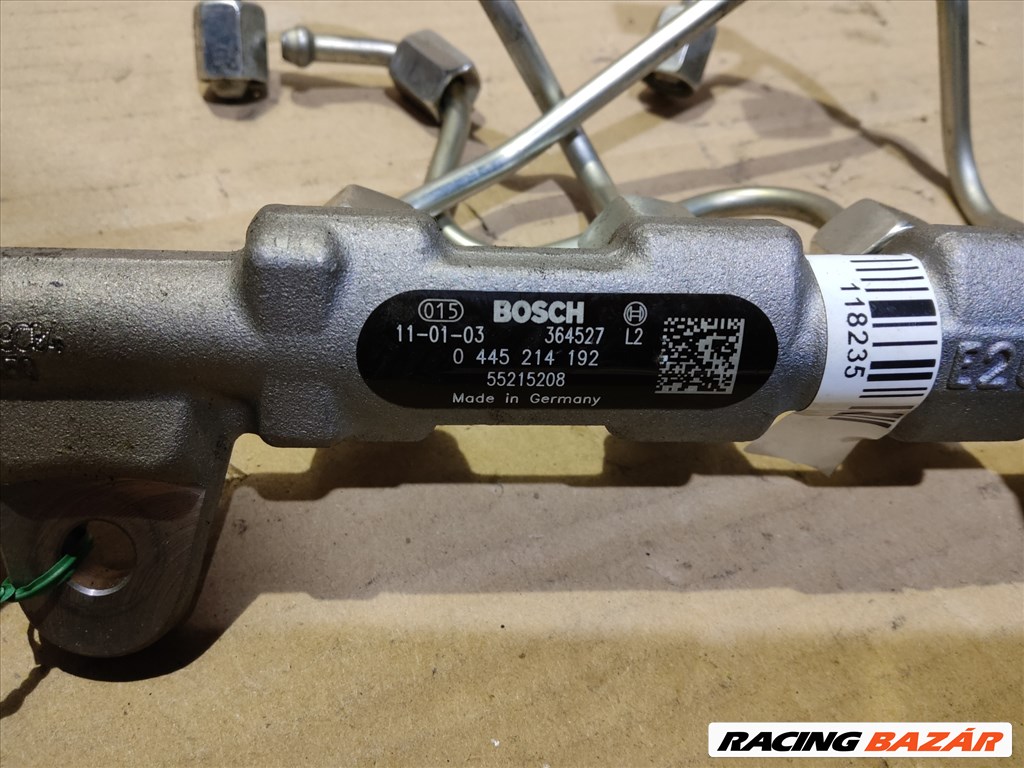 015 BOSCH
11-01-03 364527 L2
0 445 214 192
55215208
Made in Germany
118235
RACING BAZÁR